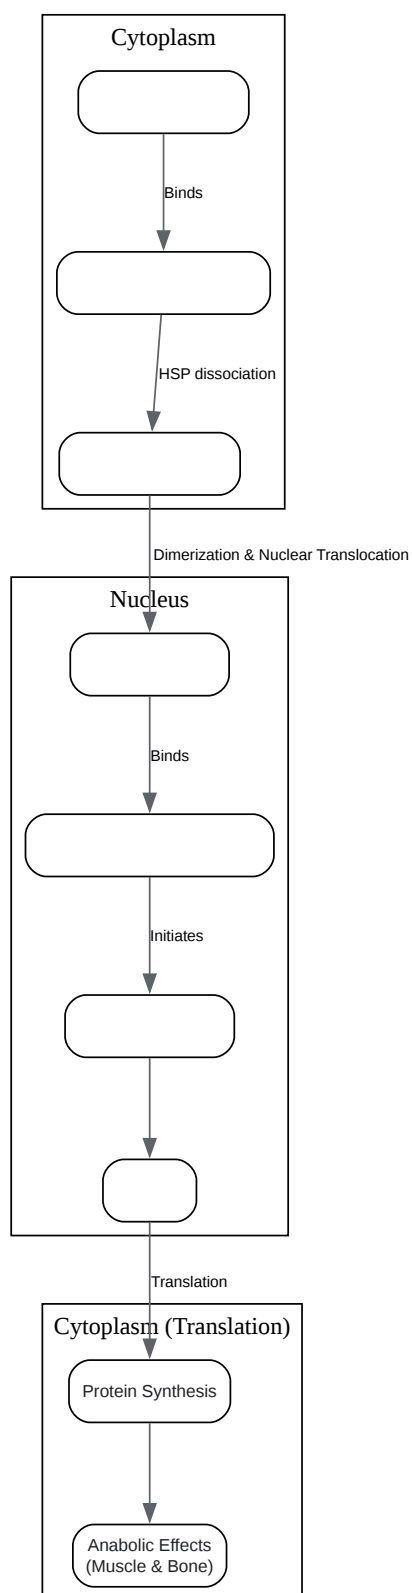 Cytoplasm
Binds
HSP dissociation
Dimerization & Nuclear Translocation
Nucleus
Binds
Initiates
Translation
Cytoplasm (Translation)
Protein Synthesis
Anabolic Effects
(Muscle & Bone)